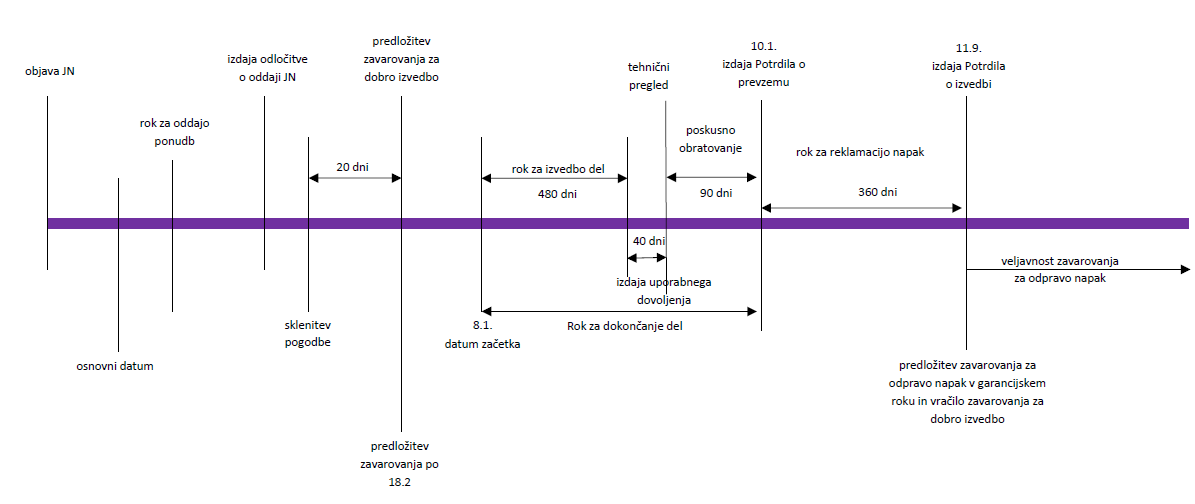 objava JN
rok za oddajo
ponudb
osnovni datum
izdaja odločitve
o oddaji JN
sklenitev
pogodbe
predložitev
zavarovanja za
dobro izvedbo
20 dni
predložitev
zavarovanja po
18.2
8.1.
datum začetka
rok za izvedbo del
480 dni
tehnični
pregled
40 dni
izdaja uporabnega
dovoljenja
Rok za dokončanje del
poskusno
obratovanje
90 dni
10.1.
izdaja Potrdila o
prevzemu
rok za reklamacijo napak
360 dni
11.9.
izdaja Potrdila
o izvedbi
veljavnost zavarovanja
za odpravo napak
predložitev zavarovanja za
odpravo napak v garancijskem
roku in vračilo zavarovanja za
dobro izvedbo